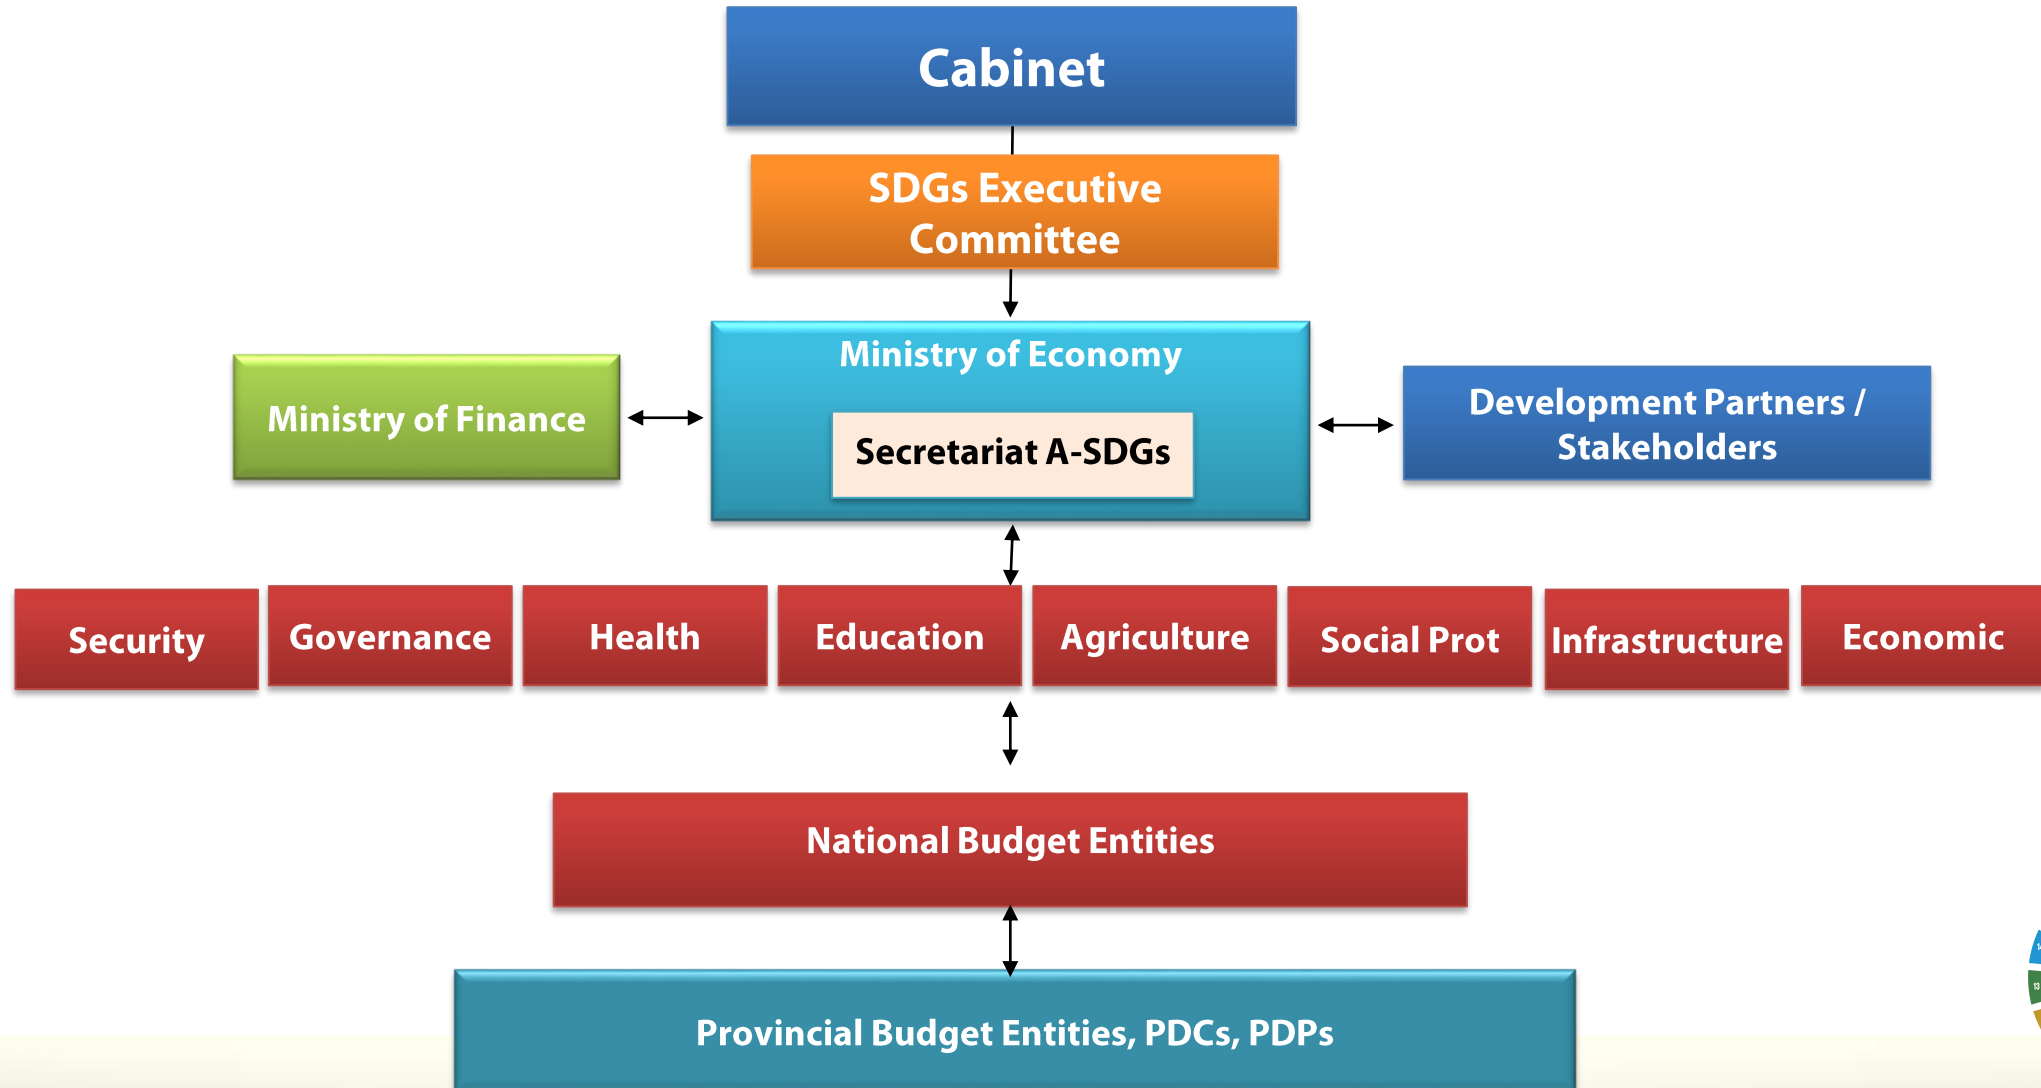 Cabinet
SDGs Executive
Committee
Ministry of Economy
Secretariat A-SDGs
Ministry of Finance
Development Partners /
Stakeholders
Security
Governance
Health
Education
Agriculture
Social Prot
Infrastructure
Economic
National Budget Entities
Provincial Budget Entities, PDCs, PDPs
13